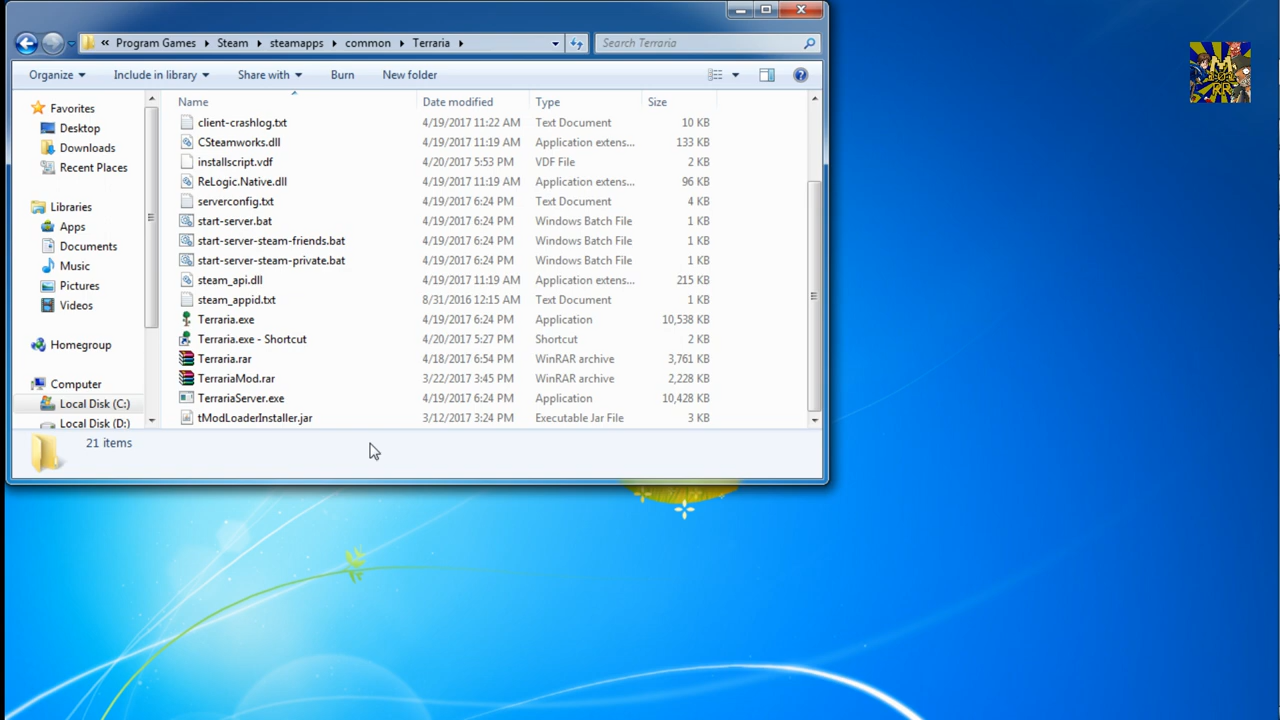 « Program Games Steam steamapps common Terraria Search Terraria
Organize Include in library Share with Burn New folder
Favorites
Desktop
Downloads
Recent Places
Libraries
Apps
Documents
Music
Pictures
Videos
Homegroup
Computer
Local Disk (C:)
Local Disk (D:)
Name Date modified Type Size
client-crashlog.txt 4/19/2017 11:22 AM Text Document 10 KB
CSteamworks.dll 4/19/2017 11:19 AM Application extens... 133 KB
installscript.vdf 4/20/2017 5:53 PM VDF File 2 KB
ReLogic.Native.dll 4/19/2017 11:19 AM Application extens... 96 KB
serverconfig.txt 4/19/2017 6:24 PM Text Document 4 KB
start-server.bat 4/19/2017 6:24 PM Windows Batch File 1 KB
start-server-steam-friends.bat 4/19/2017 6:24 PM Windows Batch File 1 KB
start-server-steam-private.bat 4/19/2017 6:24 PM Windows Batch File 1 KB
steam_api.dll 4/19/2017 11:19 AM Application extens... 215 KB
steam_appid.txt 8/31/2016 12:15 AM Text Document 1 KB
Terraria.exe 4/19/2017 6:24 PM Application 10,538 KB
Terraria.exe - Shortcut 4/20/2017 5:27 PM Shortcut 2 KB
Terraria.rar 4/18/2017 6:54 PM WinRAR archive 3,761 KB
TerrariaMod.rar 3/22/2017 3:45 PM WinRAR archive 2,228 KB
TerrariaServer.exe 4/19/2017 6:24 PM Application 10,428 KB
tModLoaderInstaller.jar 3/12/2017 3:24 PM Executable Jar File 3 KB
21 items